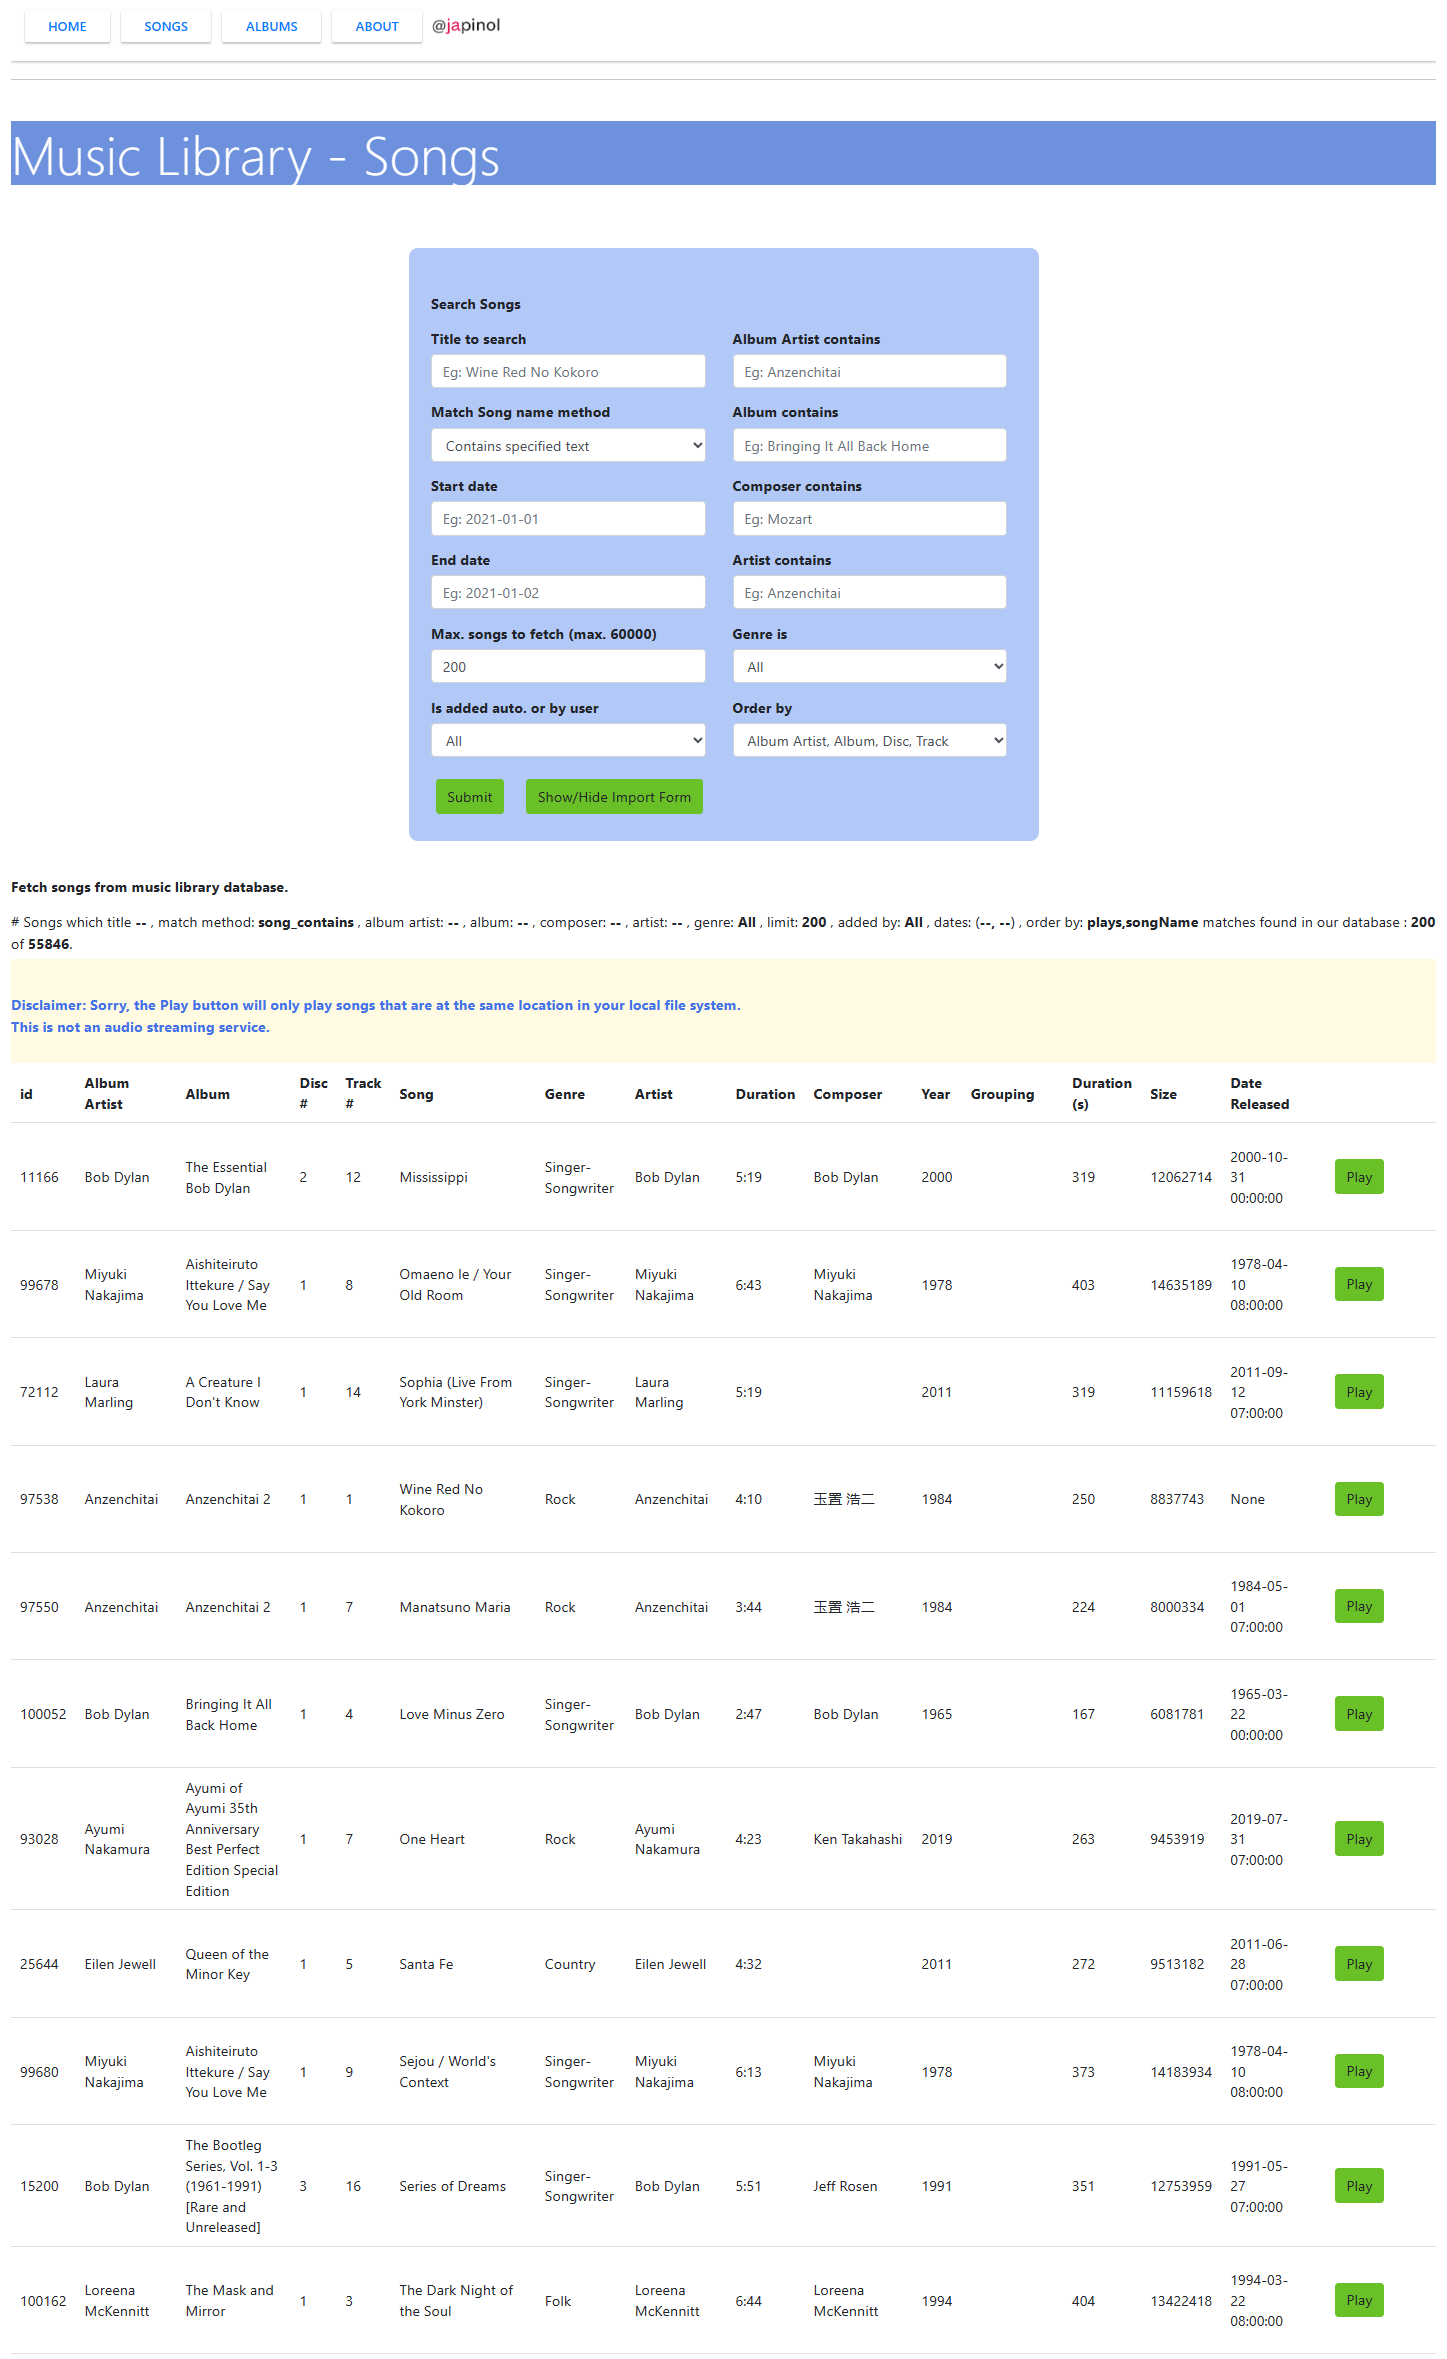 HOME SONGS ALBUMS ABOUT @japinol
Music Library - Songs
Search Songs
Title to search Album Artist contains
Eg: Wine Red No Kokoro Eg: Anzenchitai
Match Song name method Album contains
Contains specified text Eg: Bringing It All Back Home
Start date Composer contains
Eg: 2021-01-01 Eg: Mozart
End date Artist contains
Eg: 2021-01-02 Eg: Anzenchitai
Max. songs to fetch (max. 60000) Genre is
200 All
Is added auto. or by user Order by
All Album Artist, Album, Disc, Track
Submit Show/Hide Import Form
Fetch songs from music library database.
# Songs which title -- , match method: song_contains , album artist: -- , album: -- , composer: -- , artist: -- , genre: All , limit: 200 , added by: All , dates: (--, --) , order by: plays,songName matches found in our database : 200
of 55846.
Disclaimer: Sorry, the Play button will only play songs that are at the same location in your local file system.
This is not an audio streaming service.
id Album Artist Album Disc # Track # Song Genre Artist Duration Composer Year Grouping Duration (s) Size Date Released
11166 Bob Dylan The Essential Bob Dylan 2 12 Mississippi Singer-Songwriter Bob Dylan 5:19 Bob Dylan 2000 319 12062714 2000-10-31 00:00:00 Play
99678 Miyuki Nakajima Aishiteiruto Ittekure / Say You Love Me 1 8 Omaeno Ie / Your Old Room Singer-Songwriter Miyuki Nakajima 6:43 Miyuki Nakajima 1978 403 14635189 1978-04-10 08:00:00 Play
72112 Laura Marling A Creature I Don't Know 1 14 Sophia (Live From York Minster) Singer-Songwriter Laura Marling 5:19 2011 319 11159618 2011-09-12 07:00:00 Play
97538 Anzenchitai Anzenchitai 2 1 1 Wine Red No Kokoro Rock Anzenchitai 4:10 玉置 浩二 1984 250 8837743 None Play
97550 Anzenchitai Anzenchitai 2 1 7 Manatsuno Maria Rock Anzenchitai 3:44 玉置 浩二 1984 224 8000334 1984-05-01 07:00:00 Play
100052 Bob Dylan Bringing It All Back Home 1 4 Love Minus Zero Singer-Songwriter Bob Dylan 2:47 Bob Dylan 1965 167 6081781 1965-03-22 00:00:00 Play
93028 Ayumi Nakamura Ayumi of Ayumi 35th Anniversary Best Perfect Edition Special Edition 1 7 One Heart Rock Ayumi Nakamura 4:23 Ken Takahashi 2019 263 9453919 2019-07-31 07:00:00 Play
25644 Eilen Jewell Queen of the Minor Key 1 5 Santa Fe Country Eilen Jewell 4:32 2011 272 9513182 2011-06-28 07:00:00 Play
99680 Miyuki Nakajima Aishiteiruto Ittekure / Say You Love Me 1 9 Sejou / World's Context Singer-Songwriter Miyuki Nakajima 6:13 Miyuki Nakajima 1978 373 14183934 1978-04-10 08:00:00 Play
15200 Bob Dylan The Bootleg Series, Vol. 1-3 (1961-1991) [Rare and Unreleased] 3 16 Series of Dreams Singer-Songwriter Bob Dylan 5:51 Jeff Rosen 1991 351 12753959 1991-05-27 07:00:00 Play
100162 Loreena McKennitt The Mask and Mirror 1 3 The Dark Night of the Soul Folk Loreena McKennitt 6:44 Loreena McKennitt 1994 404 13422418 1994-03-22 08:00:00 Play